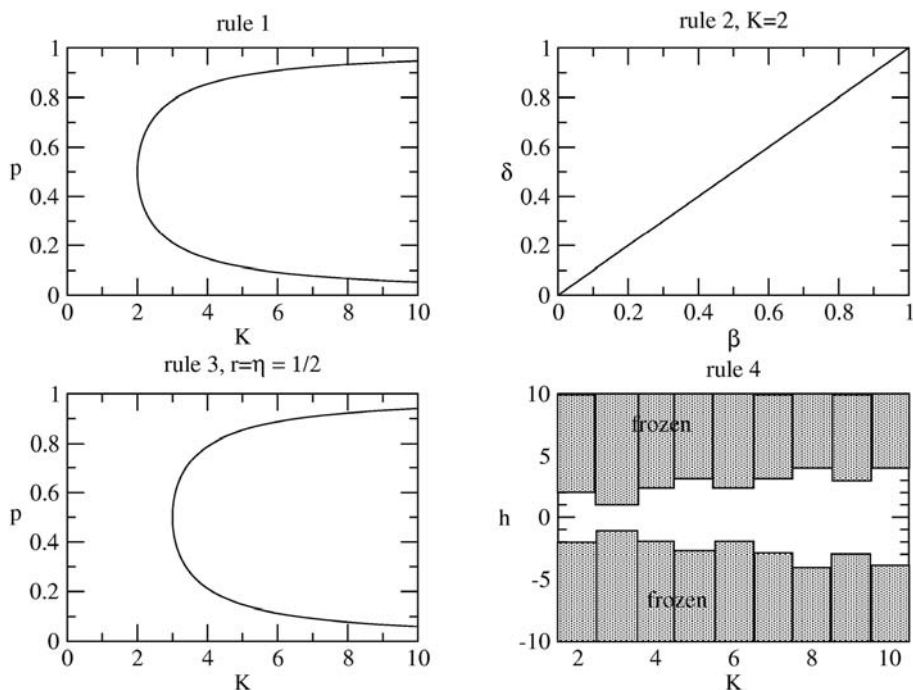 rule 1
1
0.8
0.6
0.4
0.2
0
p
0 2 4 6 8 10
K
rule 2, K=2
1
0.8
0.6
0.4
0.2
0
δ
0 0.2 0.4 0.6 0.8 1
β
rule 3, r=η = 1/2
1
0.8
0.6
0.4
0.2
0
p
0 2 4 6 8 10
K
rule 4
10
5
0
-5
-10
h
frozen
frozen
2 4 6 8 10
K